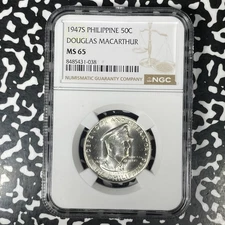 1947S PHILIPPINE 50C
DOUGLAS MACARTHUR
MS 65
8485431-038
NGC
NUMISMATIC GUARANTY COMPANY